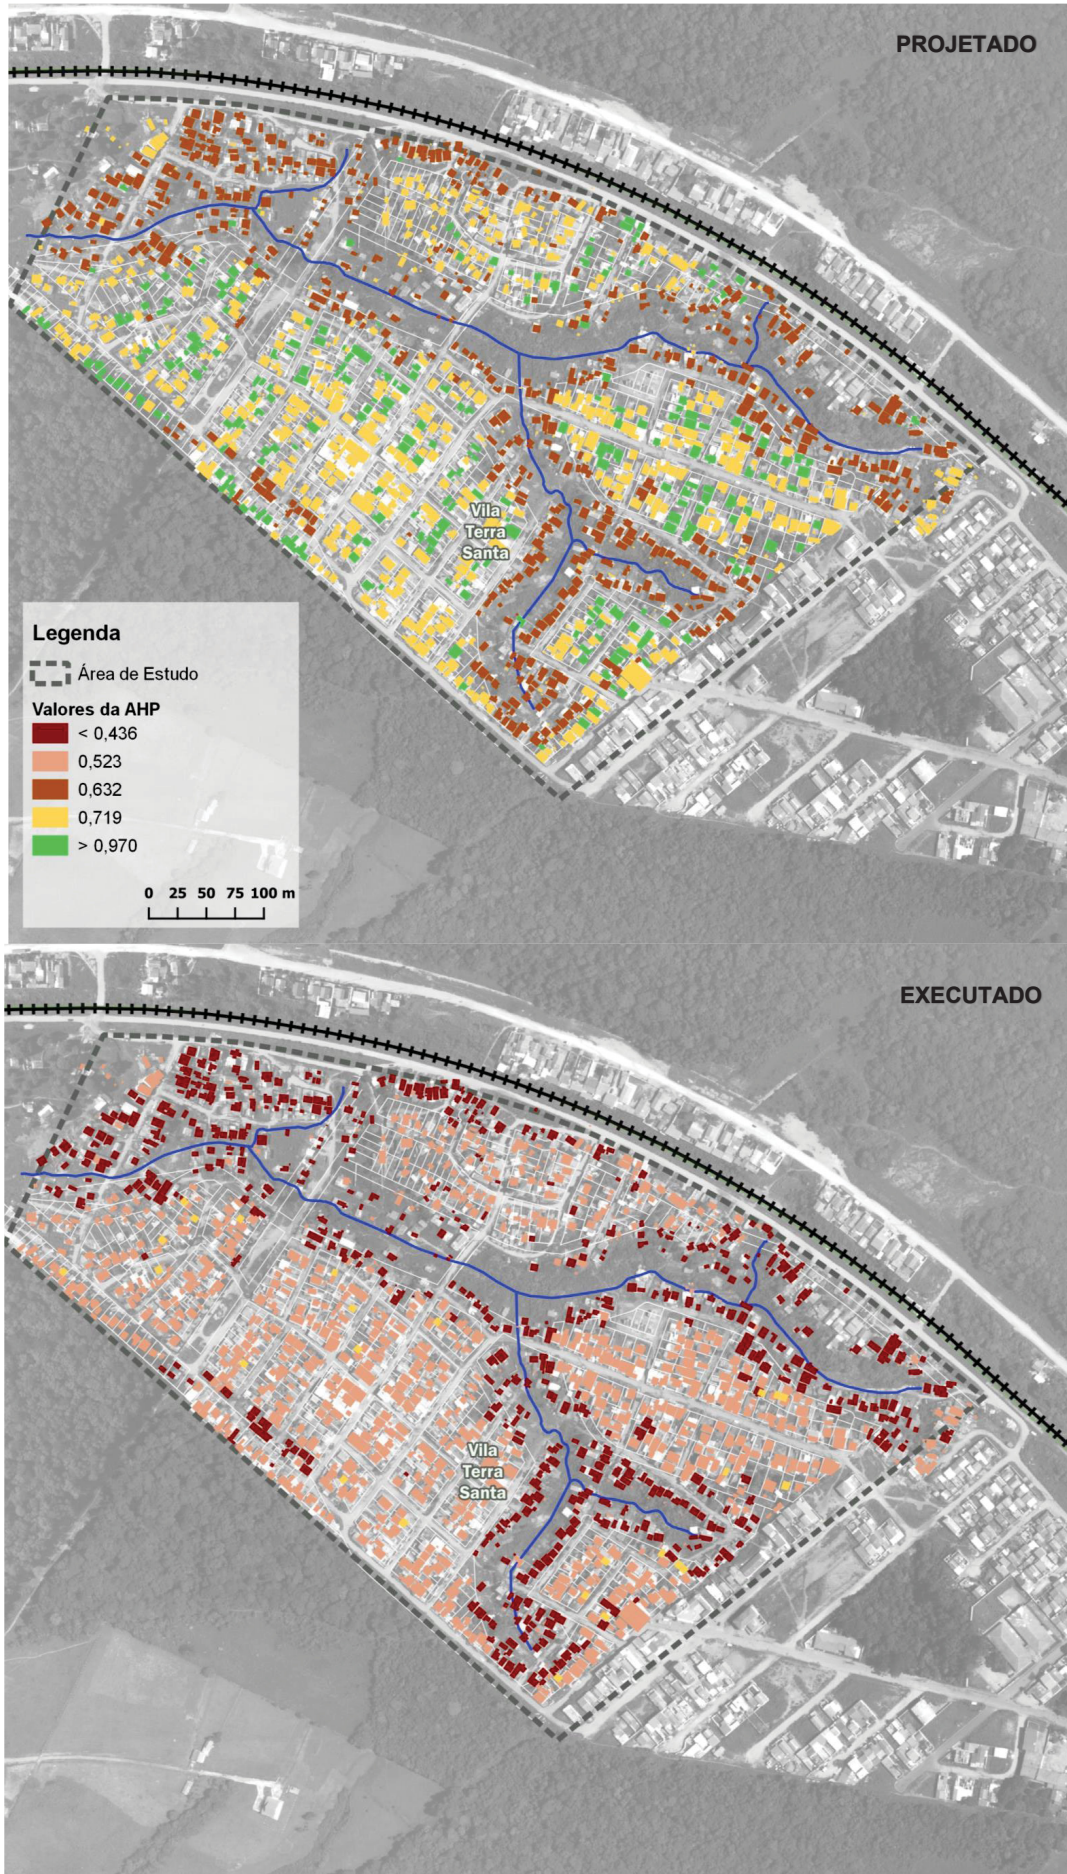 PROJETADO
Vila
Terra
Santa
Legenda
Área de Estudo
Valores da AHP
< 0,436
0,523
0,632
0,719
> 0,970
0 25 50 75 100 m
EXECUTADO
Vila
Terra
Santa